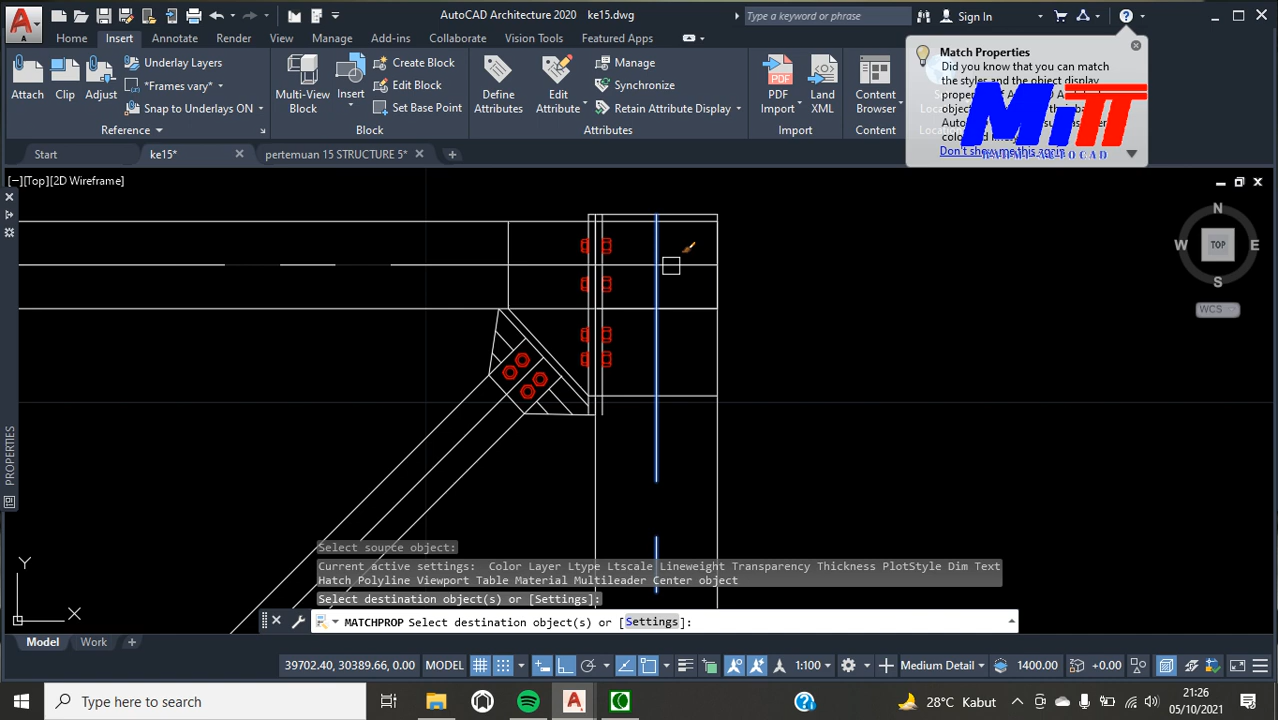 AutoCAD Architecture 2020 ke15.dwg
Type a keyword or phrase
Sign In
Home Insert Annotate Render View Manage Add-ins Collaborate Vision Tools Featured Apps
Attach
Clip
Adjust
Underlay Layers
*Frames vary*
Snap to Underlays ON
Reference
Multi-View
Block
Insert
Create Block
Edit Block
Set Base Point
Block
Define
Attributes
Edit
Attribute
Manage
Synchronize
Retain Attribute Display
Attributes
PDF
Import
Land
XML
Import
Content
Browser
Content
Match Properties
Did you know that you can match
the styles and the object display
Don't show me this again
MiTT
Start
ke15*
pertemuan 15 STRUCTURE 5*
[−][Top][2D Wireframe]
N
W TOP E
S
WCS
PROPERTIES
Y
X
Select source object:
Current active settings: Color Layer Ltype Ltscale Lineweight Transparency Thickness PlotStyle Dim Text
Hatch Polyline Viewport Table Material Multileader Center object
Select destination object(s) or [Settings]:
MATCHPROP Select destination object(s) or [Settings]:
Model Work
39702.40, 30389.66, 0.00 MODEL 1:100 Medium Detail 1400.00 +0.00
Type here to search
28°C Kabut
21:26
05/10/2021